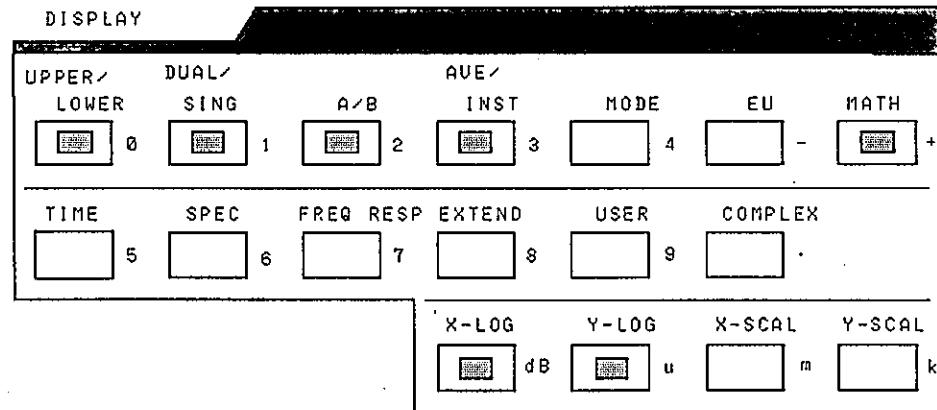 DISPLAY
UPPER/ DUAL/ AVE/
LOWER SING A/B INST MODE EU MATH
0 1 2 3 4 - +
TIME SPEC FREQ RESP EXTEND USER COMPLEX
5 6 7 8 9 .
X-LOG Y-LOG X-SCAL Y-SCAL
dB u m k